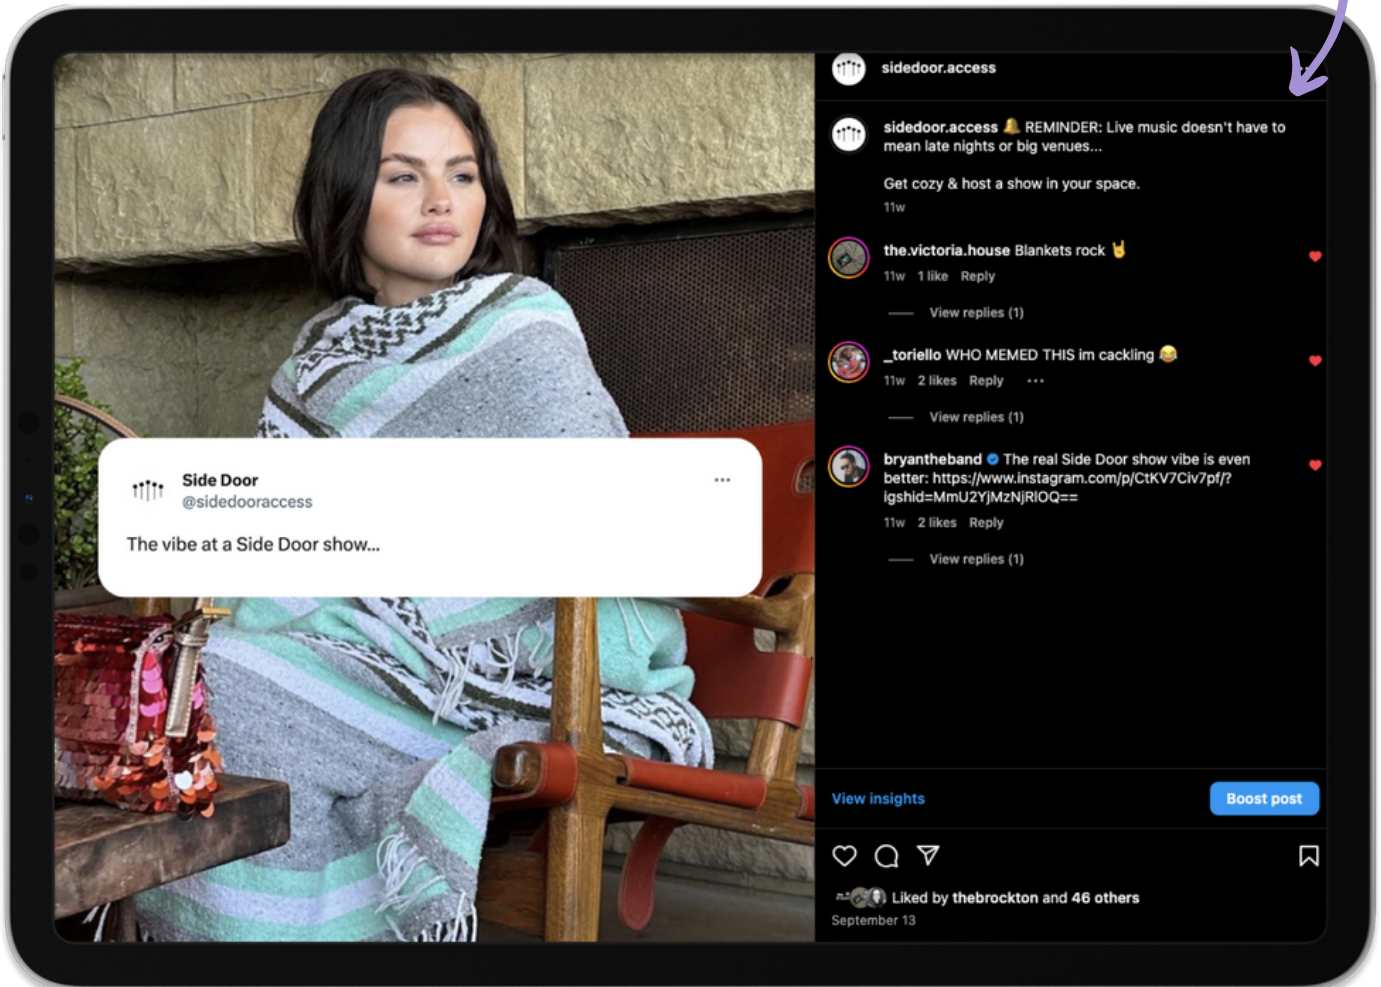 Side Door
@sidedooraccess
The vibe at a Side Door show...
sidedoor.access
sidedoor.access 🔔 REMINDER: Live music doesn't have to
mean late nights or big venues...
Get cozy & host a show in your space.
11w
the.victoria.house Blankets rock 🤘
11w 1 like Reply
View replies (1)
_toriello WHO MEMED THIS im cackling 😂
11w 2 likes Reply
View replies (1)
bryantheband The real Side Door show vibe is even
better: https://www.instagram.com/p/CtKV7Civ7pf/?
igshid=MmU2YjMzNjRlOQ==
11w 2 likes Reply
View replies (1)
View insights
Boost post
Liked by thebrockton and 46 others
September 13